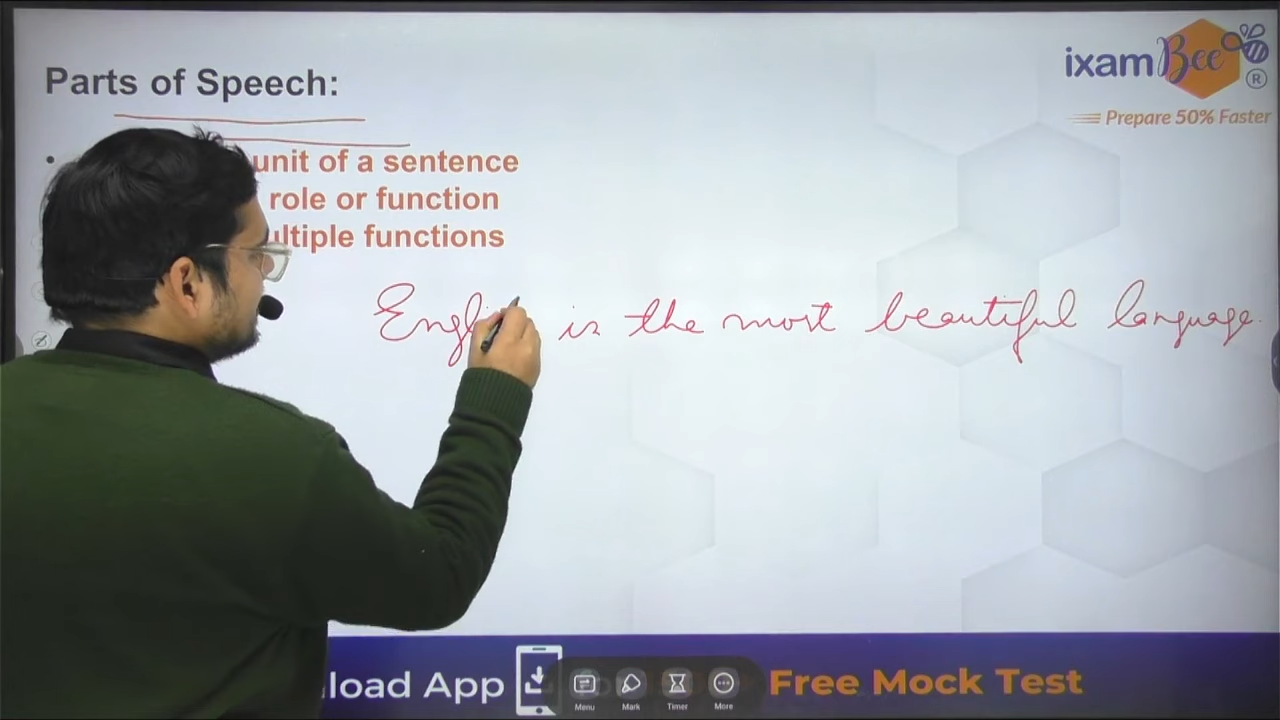 Parts of Speech:
ixamBee
®
Prepare 50% Faster
unit of a sentence
role or function
ultiple functions
is the most beautiful language.
load App
Free Mock Test
Menu
Mark
Timer
More